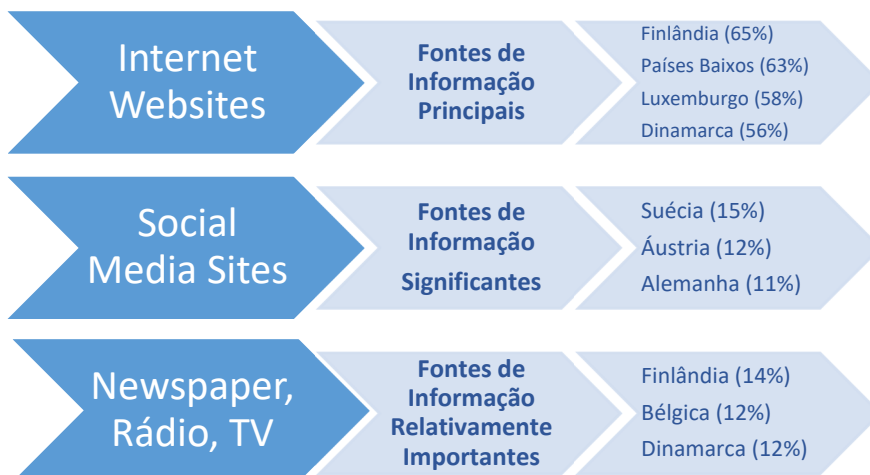 Internet
Websites
Fontes de
Informação
Principais
Finlândia (65%)
Países Baixos (63%)
Luxemburgo (58%)
Dinamarca (56%)
Social
Media Sites
Fontes de
Informação
Significantes
Suécia (15%)
Áustria (12%)
Alemanha (11%)
Newspaper,
Rádio, TV
Fontes de
Informação
Relativamente
Importantes
Finlândia (14%)
Bélgica (12%)
Dinamarca (12%)